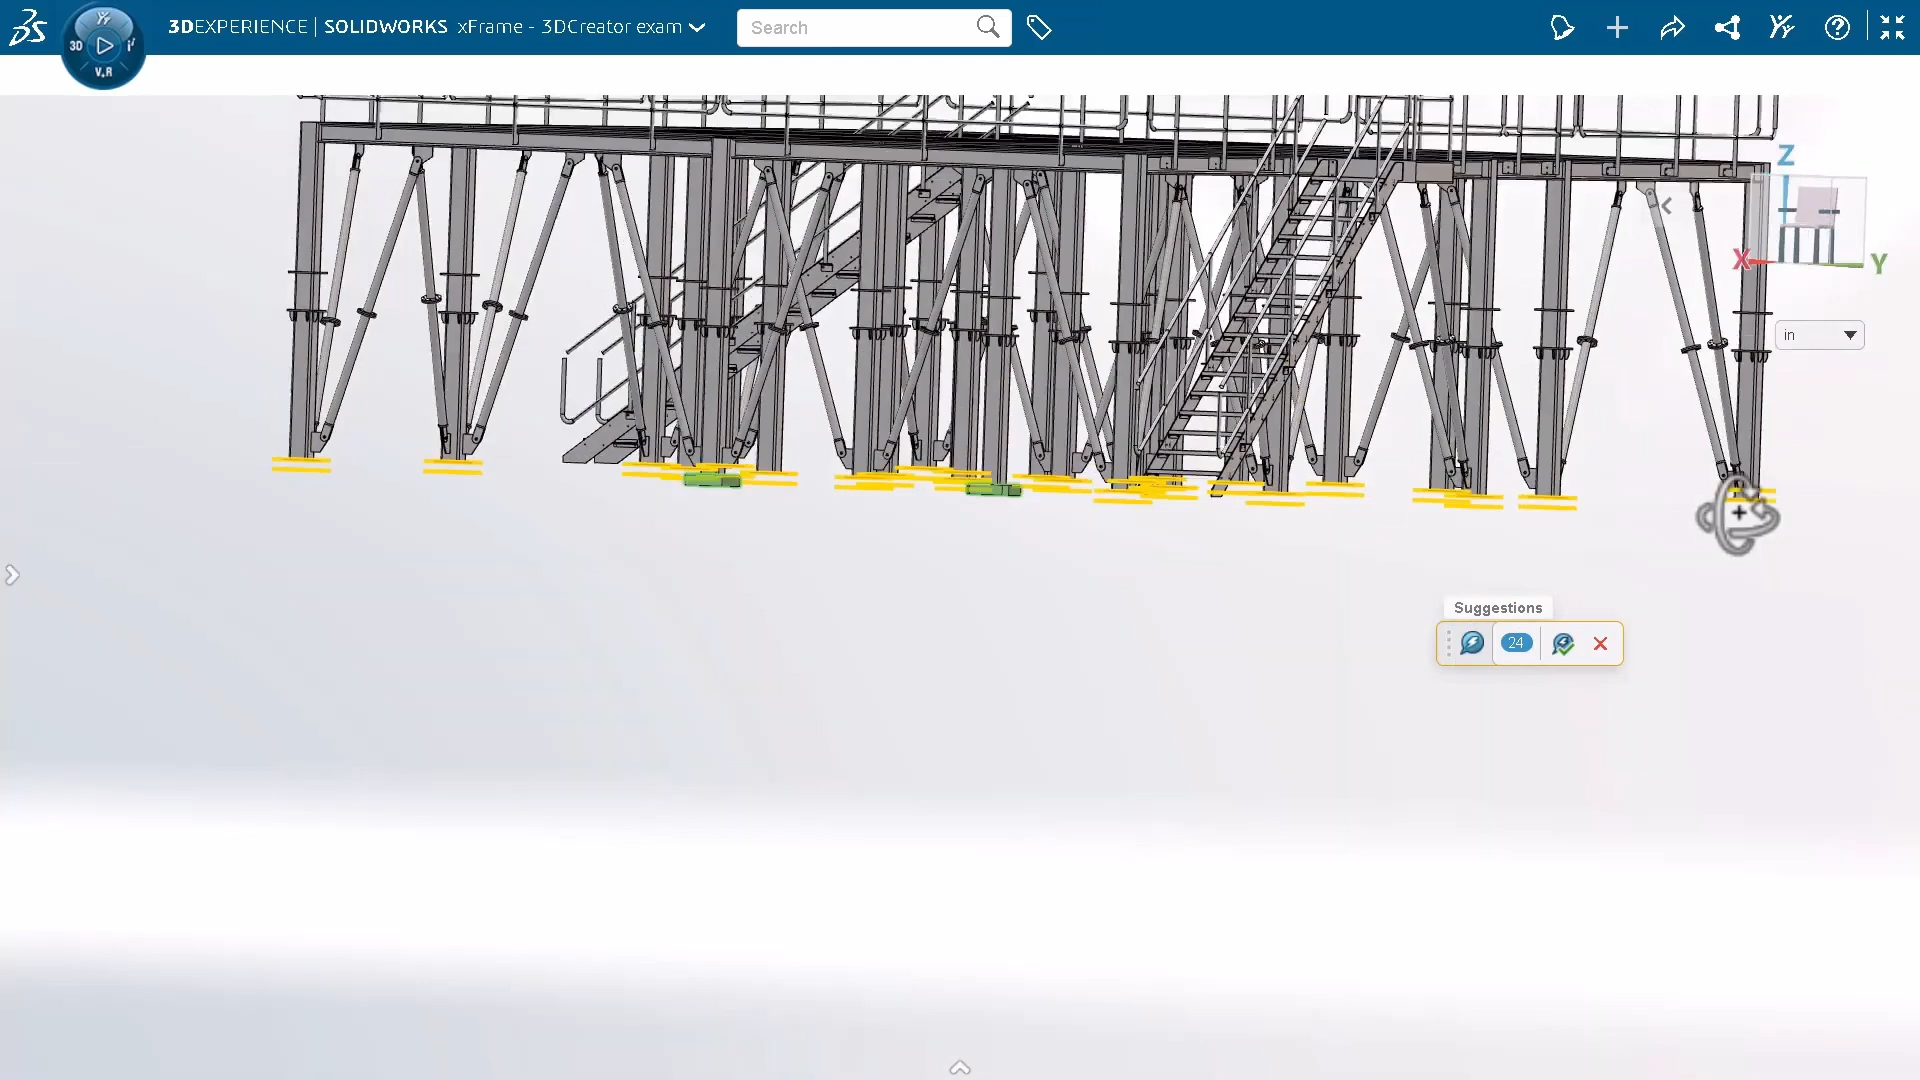 3DEXPERIENCE | SOLIDWORKS xFrame - 3DCreator exam
Search
3D
V.R
Z
X
Y
in
Suggestions
24